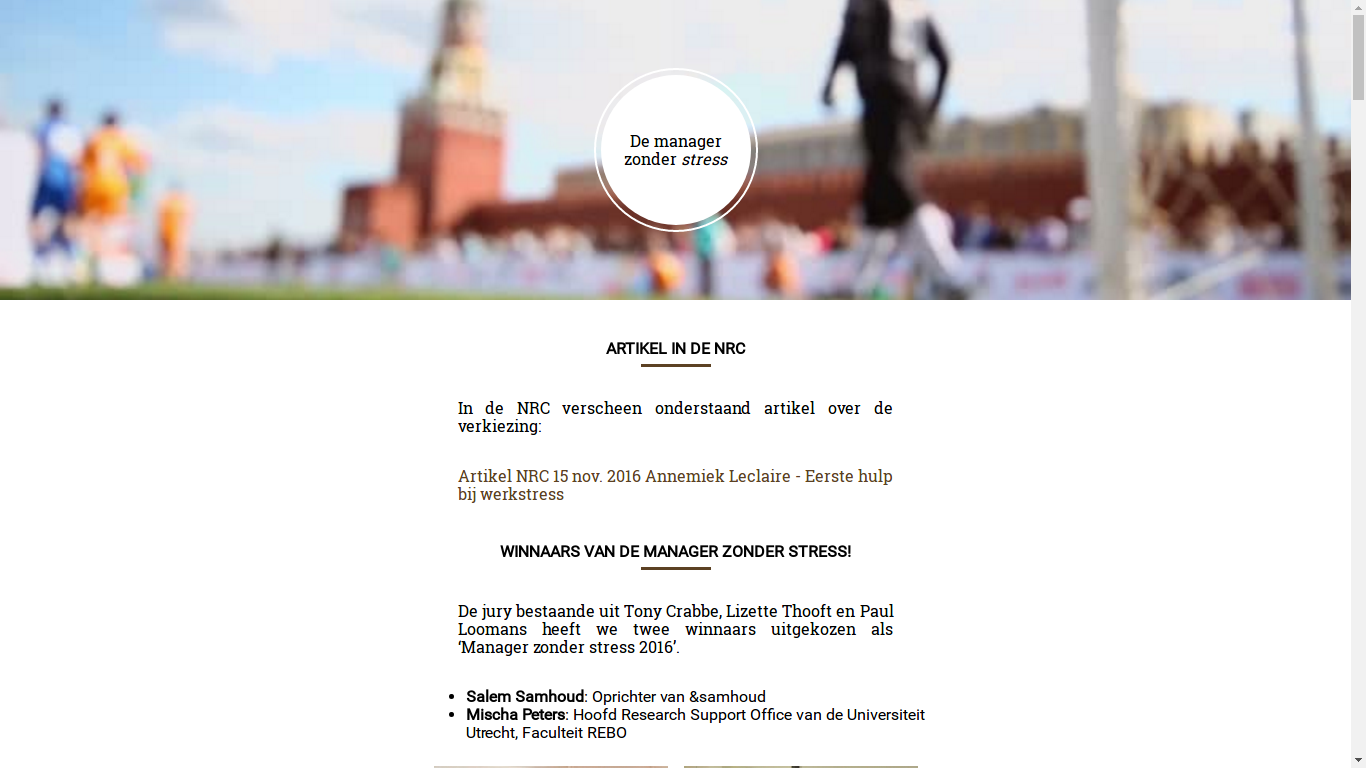 De manager
zonder stress
ARTIKEL IN DE NRC
In de NRC verscheen onderstaand artikel over de
verkiezing:
Artikel NRC 15 nov. 2016 Annemiek Leclaire - Eerste hulp
bij werkstress
WINNAARS VAN DE MANAGER ZONDER STRESS!
De jury bestaande uit Tony Crabbe, Lizette Thooft en Paul
Loomans heeft we twee winnaars uitgekozen als
‘Manager zonder stress 2016’.
Salem Samhoud: Oprichter van &samhoud
Mischa Peters: Hoofd Research Support Office van de Universiteit
Utrecht, Faculteit REBO